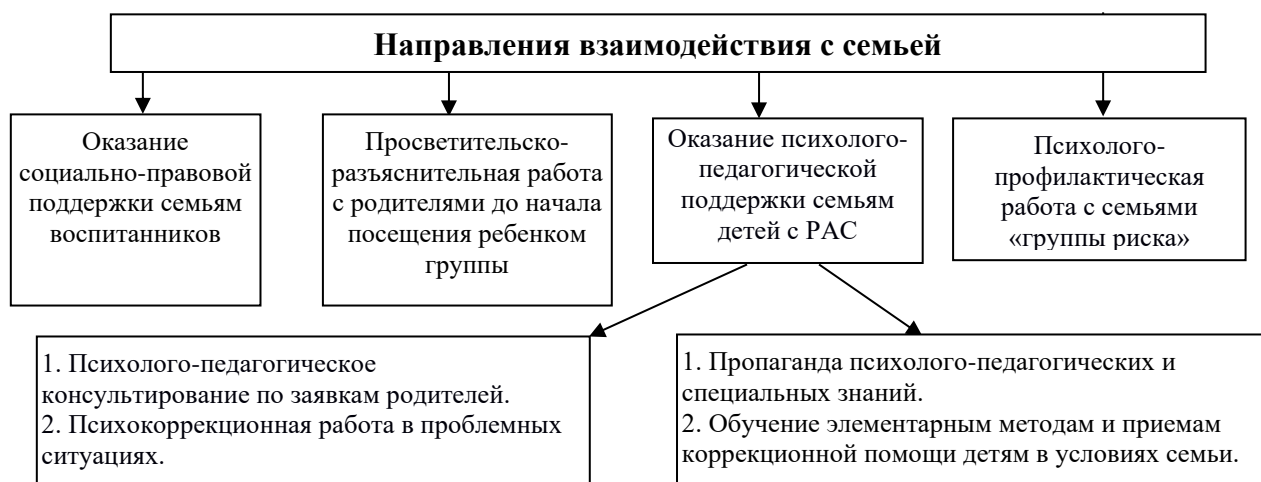 Направления взаимодействия с семьей
Оказание
социально-правовой
поддержки семьям
воспитанников
Просветительско-
разъяснительная работа
с родителями до начала
посещения ребенком
группы
Оказание психолого-
педагогической
поддержки семьям
детей с РАС
Психолого-
профилактическая
работа с семьями
«группы риска»
1. Психолого-педагогическое
консультирование по заявкам родителей.
2. Психокоррекционная работа в проблемных
ситуациях.
1. Пропаганда психолого-педагогических и
специальных знаний.
2. Обучение элементарным методам и приемам
коррекционной помощи детям в условиях семьи.